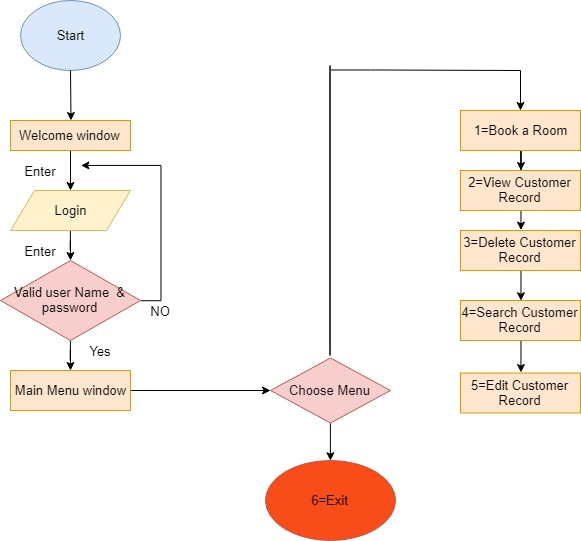 Start
Welcome window
Enter
Login
Enter
Valid user Name &
password
NO
Yes
Main Menu window
Choose Menu
6=Exit
1=Book a Room
2=View Customer
Record
3=Delete Customer
Record
4=Search Customer
Record
5=Edit Customer
Record